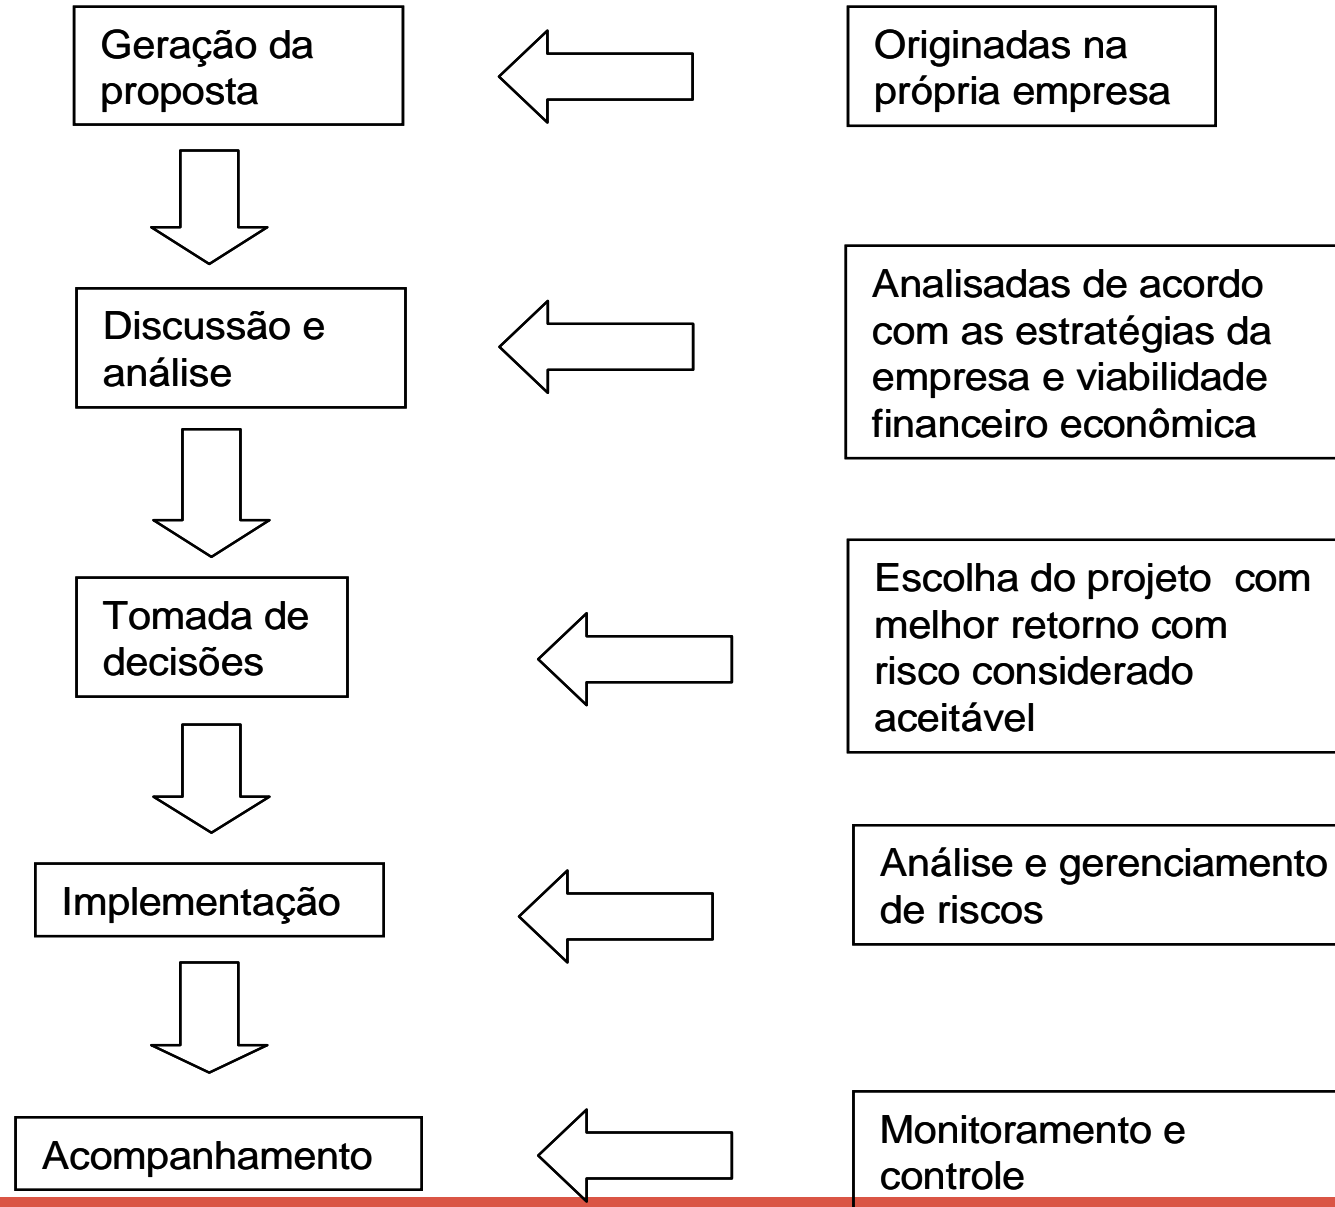 Geração da
proposta
Originadas na
própria empresa
Discussão e
análise
Analisadas de acordo
com as estratégias da
empresa e viabilidade
financeiro econômica
Tomada de
decisões
Escolha do projeto  com
melhor retorno com
risco considerado
aceitável
Implementação
Análise e gerenciamento
de riscos
Acompanhamento
Monitoramento e
controle